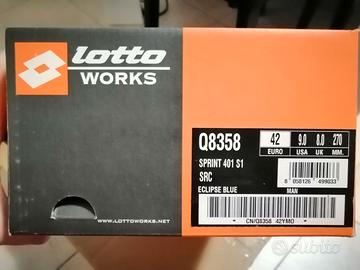 lotto
WORKS
www.LOTTOWORKS.NET
Q8358
42 9.0 8.0 270
EURO USA UK MM.
SPRINT 401 S1
SRC
8 058126 499033
ECLIPSE BLUE MAN
* CN/Q8358 42YMO *
subito